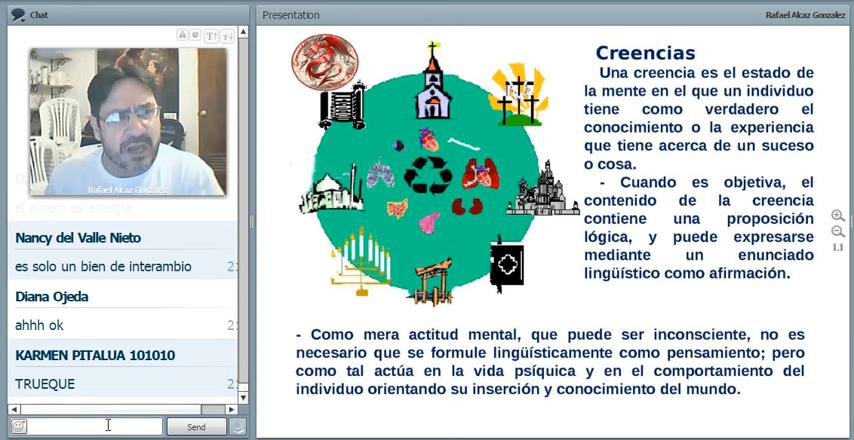 Chat
Rafael Alcaz Gonzalez
el dinero es energia
Nancy del Valle Nieto
es solo un bien de interambio
Diana Ojeda
ahhh ok
KARMEN PITALUA 101010
TRUEQUE
Send
Presentation
Rafael Alcaz Gonzalez
Creencias
Una creencia es el estado de
la mente en el que un individuo
tiene como verdadero el
conocimiento o la experiencia
que tiene acerca de un suceso
o cosa.
- Cuando es objetiva, el
contenido de la creencia
contiene una proposición
lógica, y puede expresarse
mediante un enunciado
lingüístico como afirmación.
- Como mera actitud mental, que puede ser inconsciente, no es
necesario que se formule lingüísticamente como pensamiento; pero
como tal actúa en la vida psíquica y en el comportamiento del
individuo orientando su inserción y conocimiento del mundo.
1.1